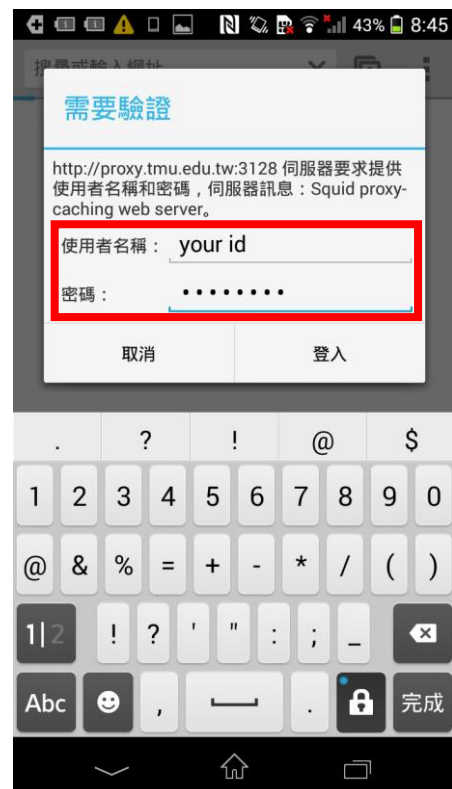 43% 8:45
搜尋或輸入網址
需要驗證
http://proxy.tmu.edu.tw:3128 伺服器要求提供
使用者名稱和密碼，伺服器訊息：Squid proxy-
caching web server。
使用者名稱： your id
密碼： ••••••••
取消 登入
. ? ! @ $
1 2 3 4 5 6 7 8 9 0
@ & % = + - * / ( )
1|2 ! ? ' " : ; _
Abc , . 完成